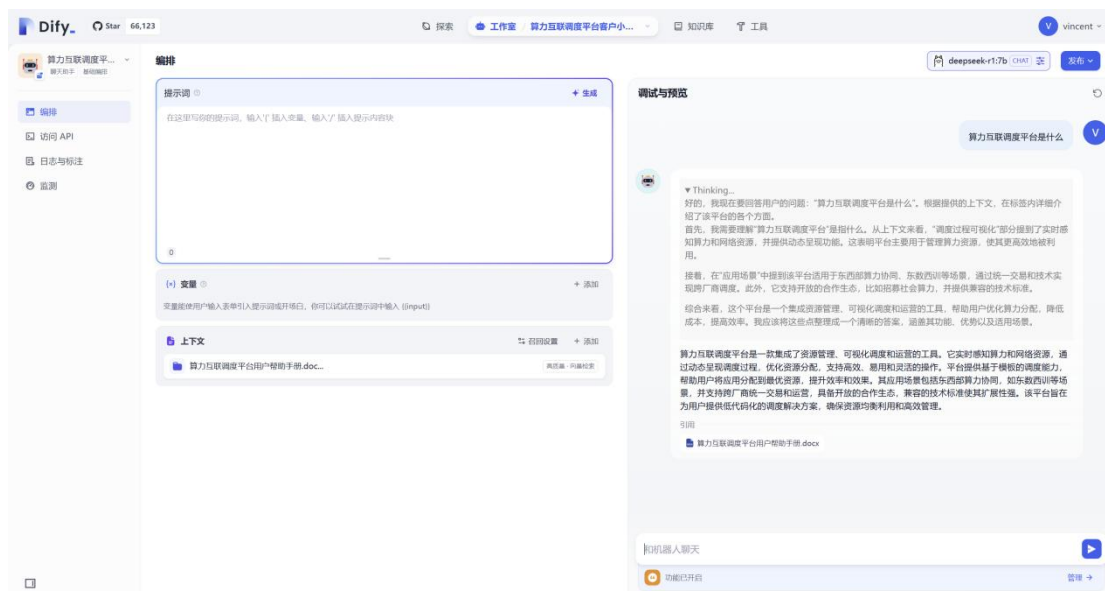 Dify_
Star 66,123
探索
工作室 / 算力互联调度平台客户小...
知识库
工具
V vincent
算力互联调度平...
聊天助手 基础编排
编排
访问 API
日志与标注
监测
编排
deepseek-r1:7b CHAT
发布
提示词
生成
在这里写你的提示词，输入'{' 插入变量、输入'/' 插入提示内容块
0
(×) 变量
+ 添加
变量能使用户输入表单引入提示词或开场白，你可以试试在提示词中输入 {{input}}
上下文
召回设置
+ 添加
算力互联调度平台用户帮助手册.doc...
高质量 · 向量检索
调试与预览
算力互联调度平台是什么
V
▼ Thinking...
好的，我现在要回答用户的问题：“算力互联调度平台是什么”。根据提供的上下文，在标签内详细介
绍了该平台的各个方面。
首先，我需要理解“算力互联调度平台”是指什么。从上下文来看，“调度过程可视化”部分提到了实时感
知算力和网络资源，并提供动态呈现功能。这表明平台主要用于管理算力资源，使其更高效地被利
用。
接着，在“应用场景”中提到该平台适用于东西部算力协同、东数西训等场景，通过统一交易和技术实
现跨厂商调度。此外，它支持开放的合作生态，比如招募社会算力，并提供兼容的技术标准。
综合来看，这个平台是一个集成资源管理、可视化调度和运营的工具，帮助用户优化算力分配，降低
成本，提高效率。我应该将这些点整理成一个清晰的答案，涵盖其功能、优势以及适用场景。
算力互联调度平台是一款集成了资源管理、可视化调度和运营的工具。它实时感知算力和网络资源，通
过动态呈现调度过程，优化资源分配，支持高效、易用和灵活的操作。平台提供基于模板的调度能力，
帮助用户将应用分配到最优资源，提升效率和效果。其应用场景包括东西部算力协同，如东数西训等场
景，并支持跨厂商统一交易和运营，具备开放的合作生态，兼容的技术标准使其扩展性强。该平台旨在
为用户提供低代码化的调度解决方案，确保资源均衡利用和高效管理。
引用
算力互联调度平台用户帮助手册.docx
和机器人聊天
功能已开启
管理 →